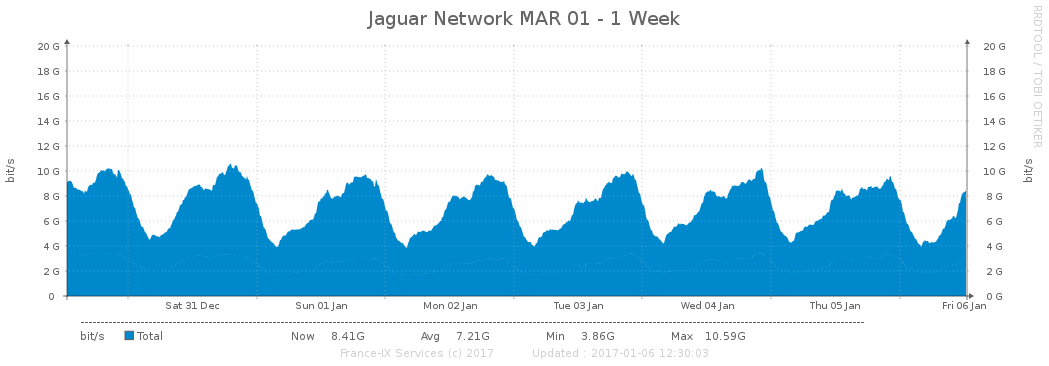 Jaguar Network MAR 01 - 1 Week
RRDTOOL / TOBI OETIKER
bit/s
bit/s
20 G 20 G
18 G 18 G
16 G 16 G
14 G 14 G
12 G 12 G
10 G 10 G
8 G 8 G
6 G 6 G
4 G 4 G
2 G 2 G
0 0 G
Sat 31 Dec Sun 01 Jan Mon 02 Jan Tue 03 Jan Wed 04 Jan Thu 05 Jan Fri 06 Jan
bit/s Total Now 8.41G Avg 7.21G Min 3.86G Max 10.59G
France-IX Services (c) 2017 Updated : 2017-01-06 12:30:03